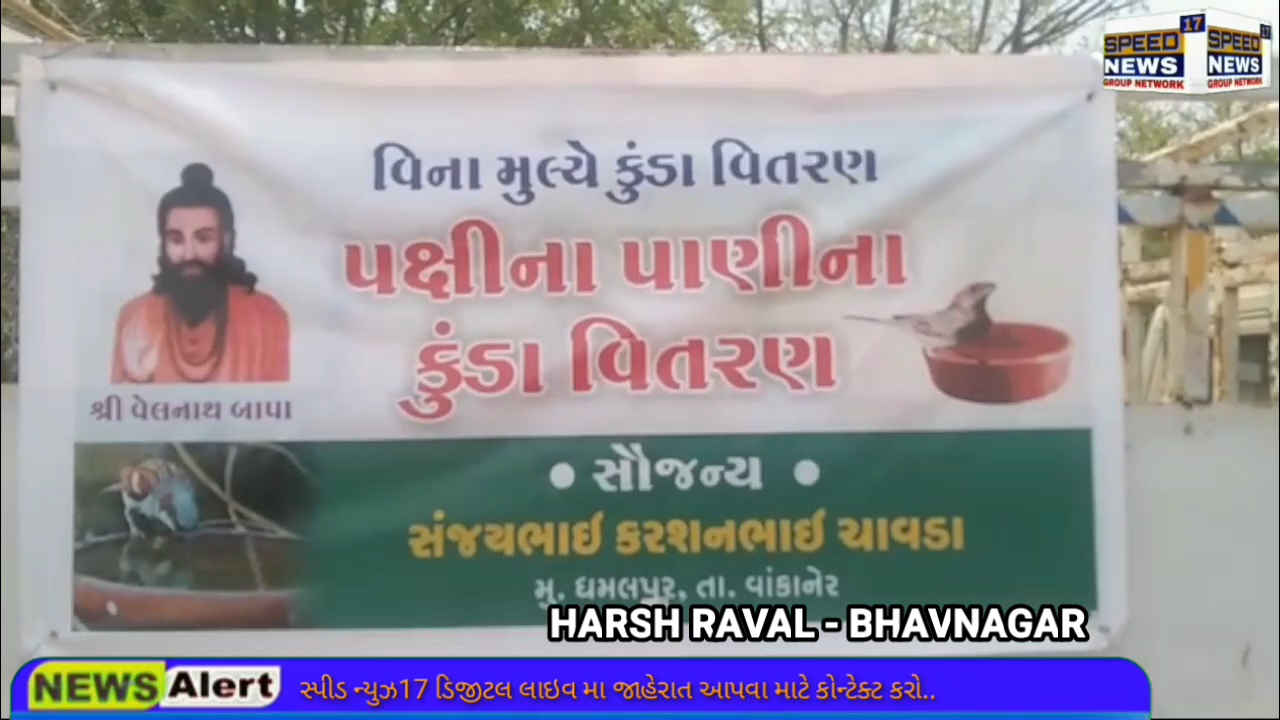 SPEED 17 SPEED 17
NEWS NEWS
GROUP NETWORK GROUP NETWORK
વિના મુલ્યે કુંડા વિતરણ
પક્ષીના પાણીના
કુંડા વિતરણ
શ્રી વેલનાથ બાપા
• સૌજન્ય •
સંજયભાઈ કરશનભાઈ ચાવડા
મુ. ધમલપુર, તા. વાંકાનેર
HARSH RAVAL - BHAVNAGAR
NEWS Alert સ્પીડ ન્યુઝ17 ડિજીટલ લાઇવ મા જાહેરાત આપવા માટે કોન્ટેક્ટ કરો..